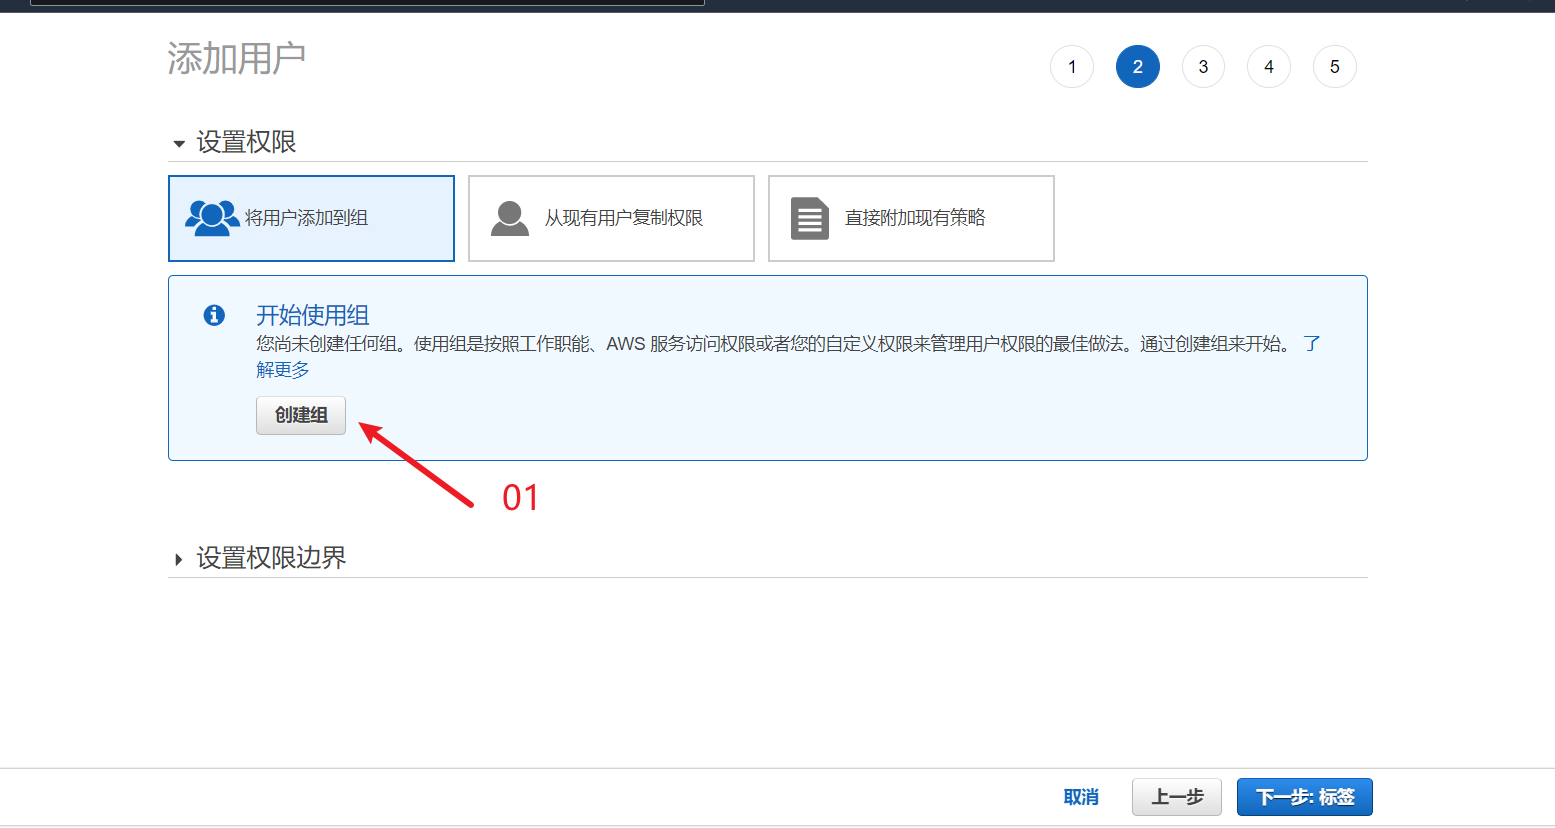 添加用户
1 2 3 4 5
设置权限
将用户添加到组
从现有用户复制权限
直接附加现有策略
开始使用组
您尚未创建任何组。使用组是按照工作职能、AWS 服务访问权限或者您的自定义权限来管理用户权限的最佳做法。通过创建组来开始。 了
解更多
创建组
01
设置权限边界
取消
上一步
下一步: 标签